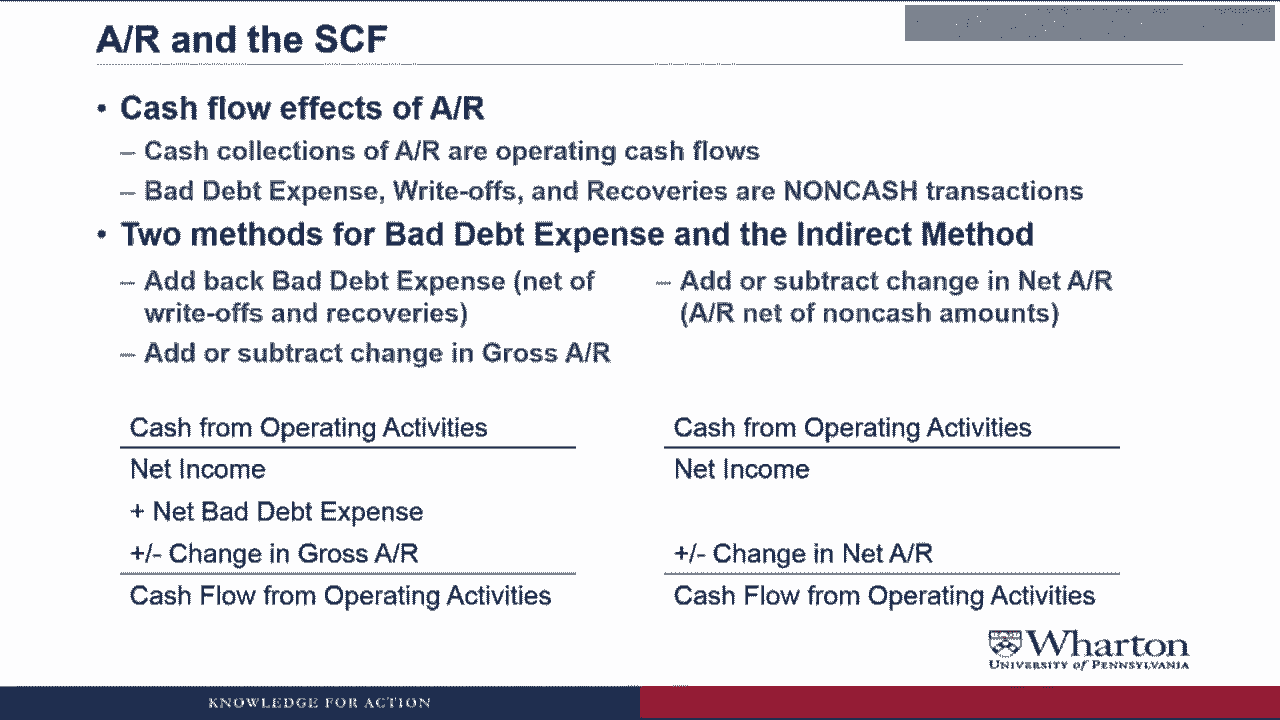 A/R and the SCF
• Cash flow effects of A/R
– Cash collections of A/R are operating cash flows
– Bad Debt Expense, Write-offs, and Recoveries are NONCASH transactions
• Two methods for Bad Debt Expense and the Indirect Method
– Add back Bad Debt Expense (net of
write-offs and recoveries)
– Add or subtract change in Gross A/R
– Add or subtract change in Net A/R
(A/R net of noncash amounts)
Cash from Operating Activities
Net Income
+ Net Bad Debt Expense
+/- Change in Gross A/R
Cash Flow from Operating Activities
Cash from Operating Activities
Net Income
+/- Change in Net A/R
Cash Flow from Operating Activities
Wharton
UNIVERSITY of PENNSYLVANIA
KNOWLEDGE FOR ACTION